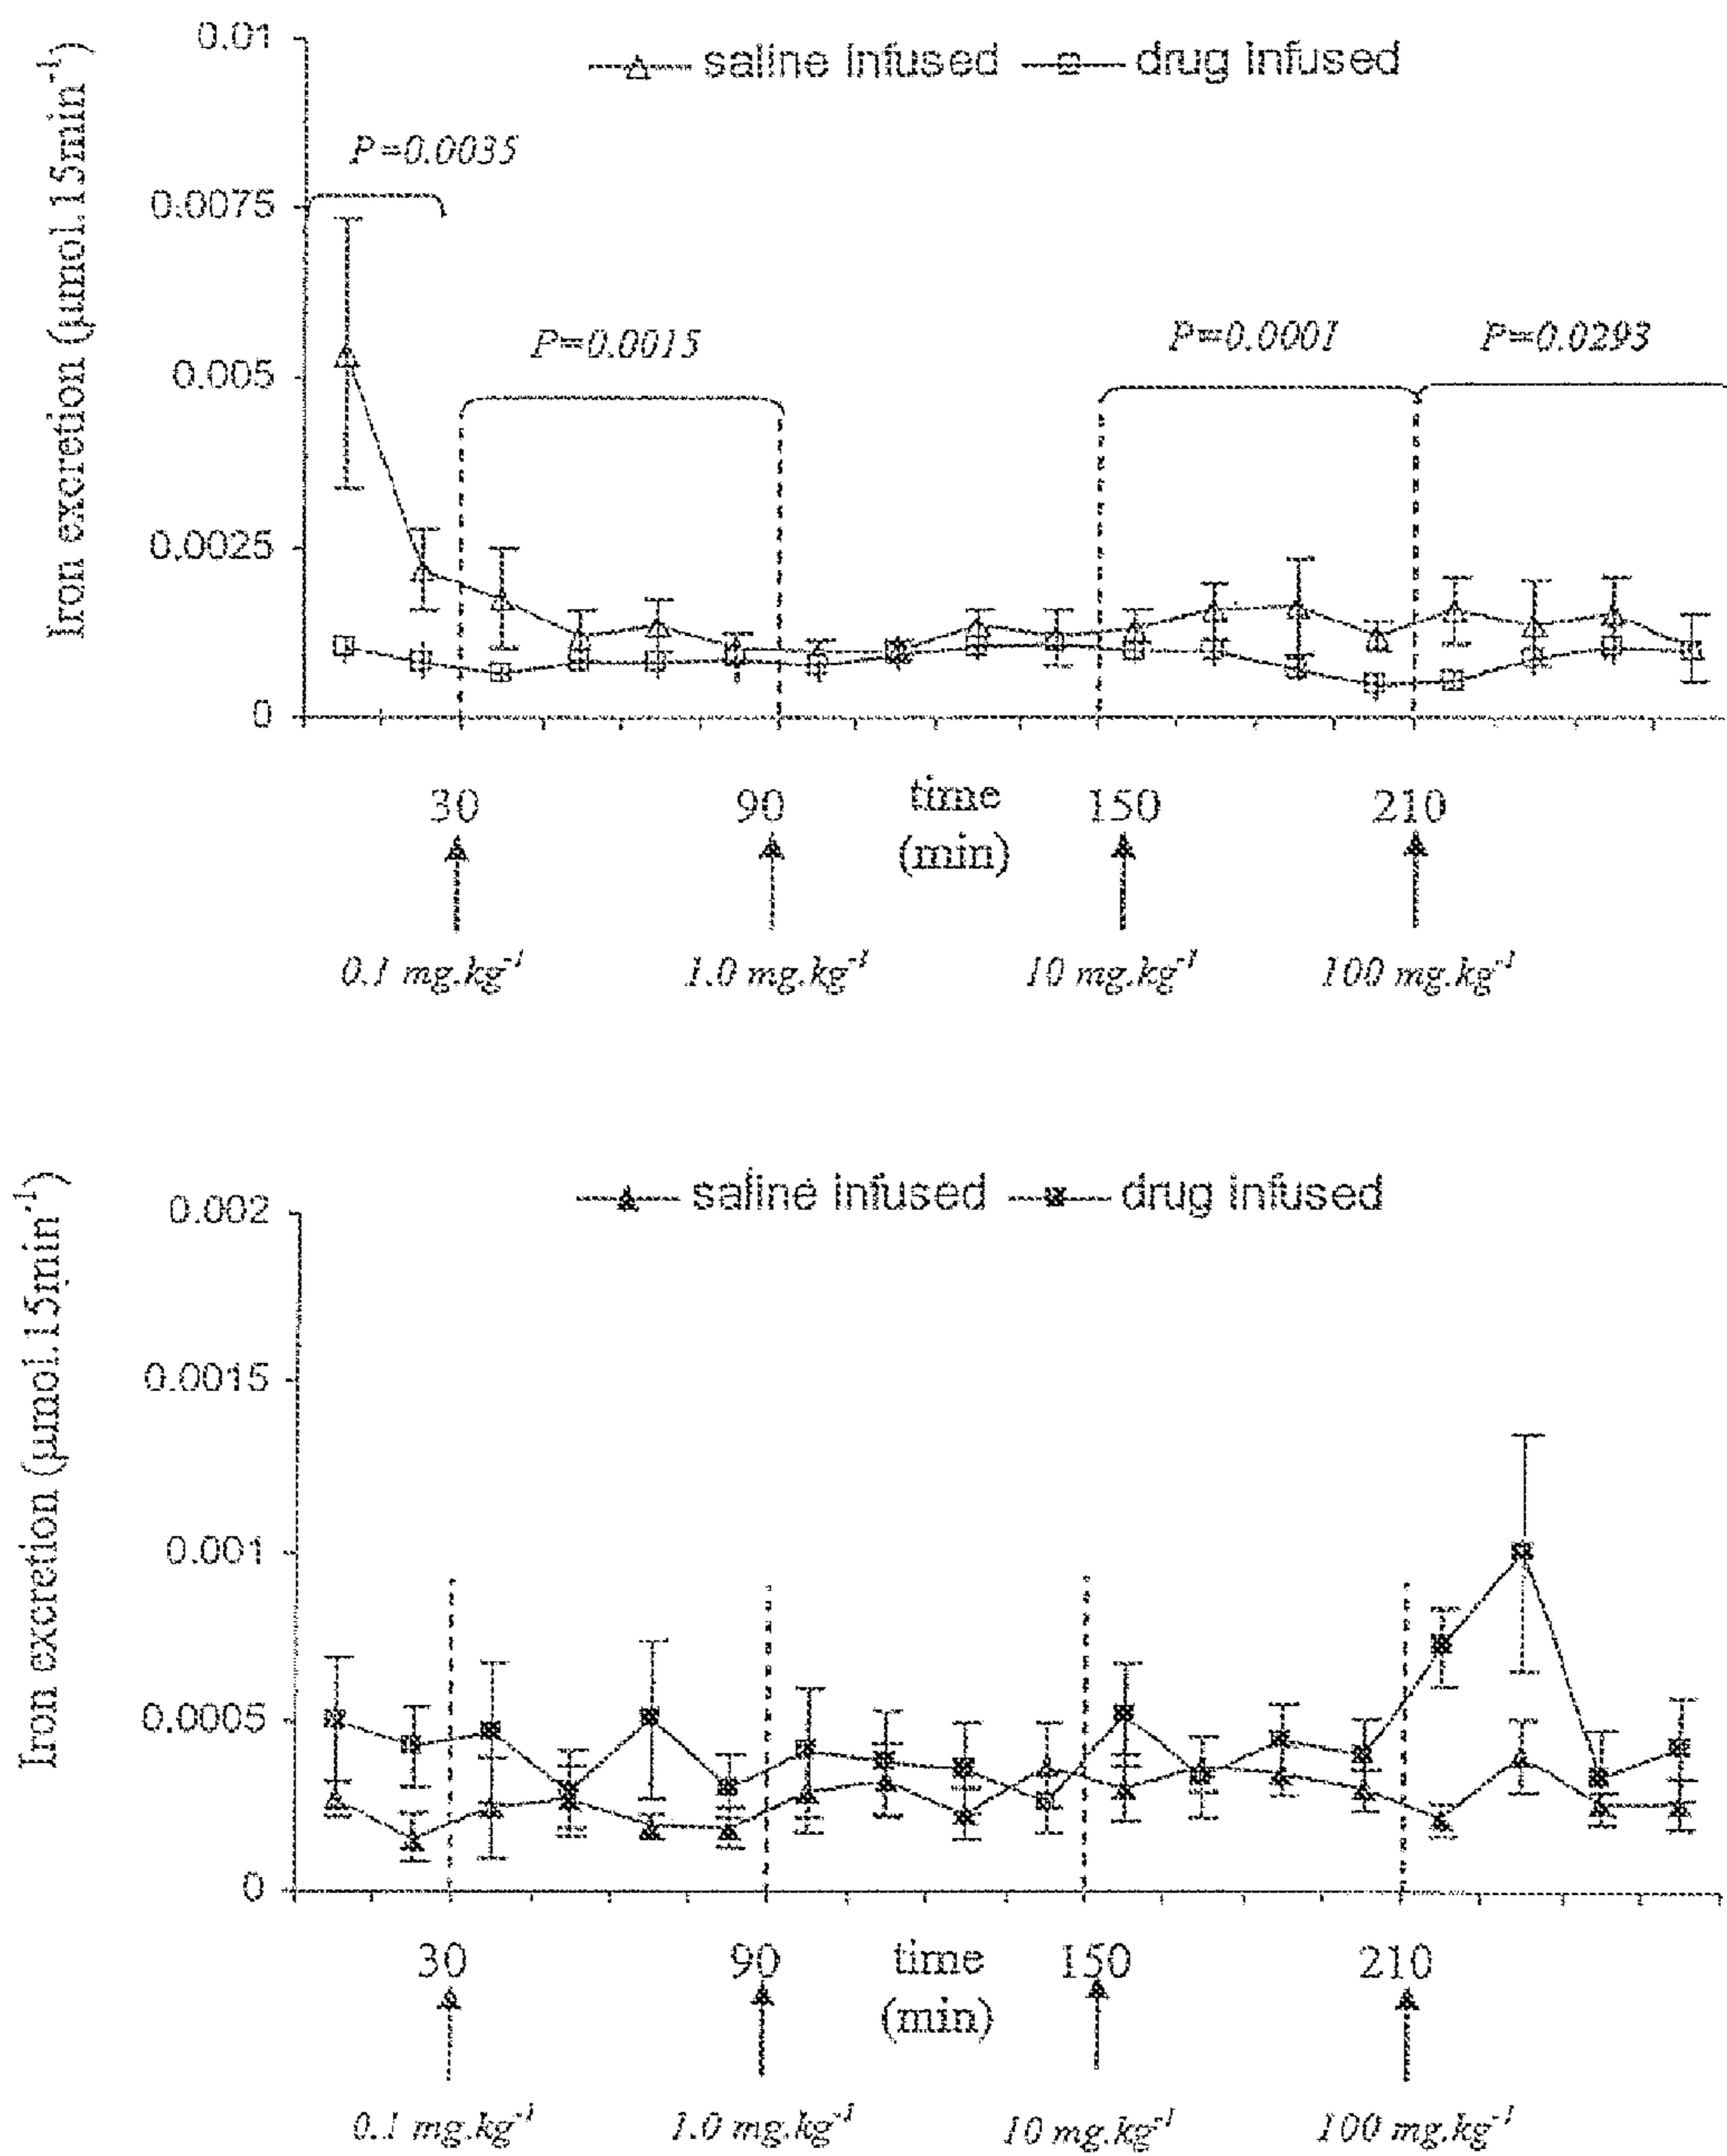 0.01
saline infused drug infused
P=0.0035
0.0075
P=0.0015 P=0.0001 P=0.0293
0.005
0.0025
0
Iron excretion (µmol.15min⁻¹)
30 90 time 150 210
(min)
0.1 mg.kg⁻¹ 1.0 mg.kg⁻¹ 10 mg.kg⁻¹ 100 mg.kg⁻¹
saline infused drug infused
0.002
0.0015
0.001
0.0005
0
Iron excretion (µmol.15min⁻¹)
30 90 time 150 210
(min)
0.1 mg.kg⁻¹ 1.0 mg.kg⁻¹ 10 mg.kg⁻¹ 100 mg.kg⁻¹